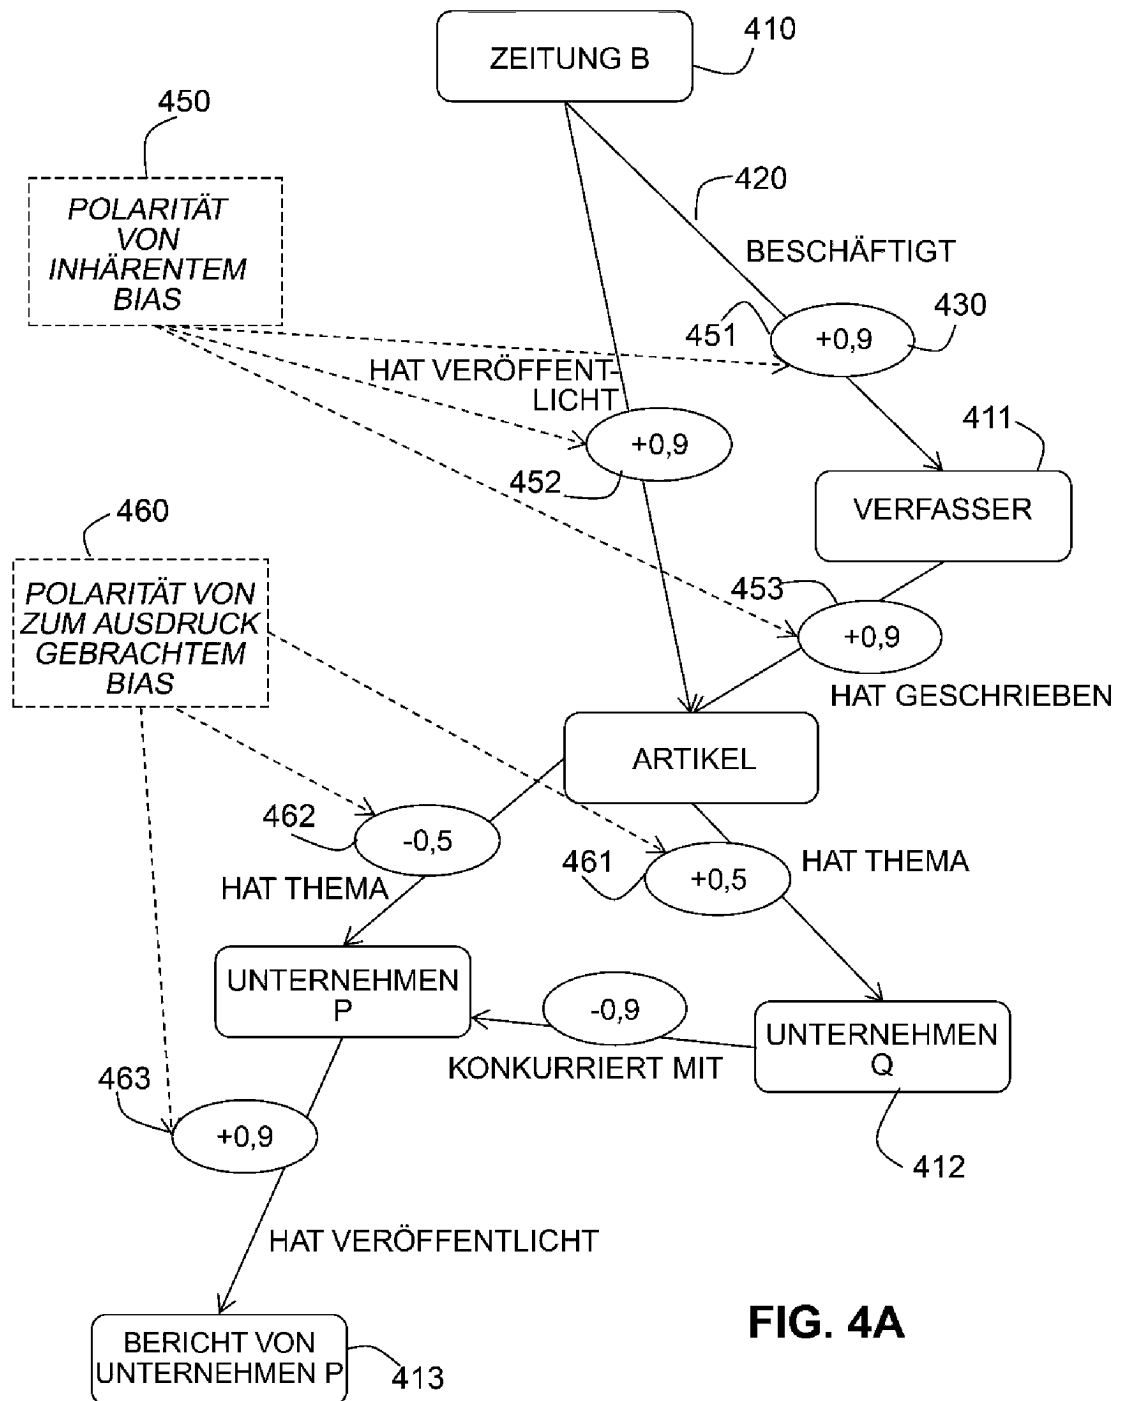 410
ZEITUNG B
450
420
POLARITÄT
VON
INHÄRENTEM
BIAS
BESCHÄFTIGT
430
451
+0,9
HAT VERÖFFENT-
LICHT
411
+0,9
452
VERFASSER
460
POLARITÄT VON
ZUM AUSDRUCK
GEBRACHTEM
BIAS
453
+0,9
HAT GESCHRIEBEN
ARTIKEL
462
-0,5
461
HAT THEMA
+0,5
HAT THEMA
UNTERNEHMEN
P
-0,9
UNTERNEHMEN
Q
KONKURRIERT MIT
463
+0,9
412
HAT VERÖFFENTLICHT
FIG. 4A
BERICHT VON
UNTERNEHMEN P
413